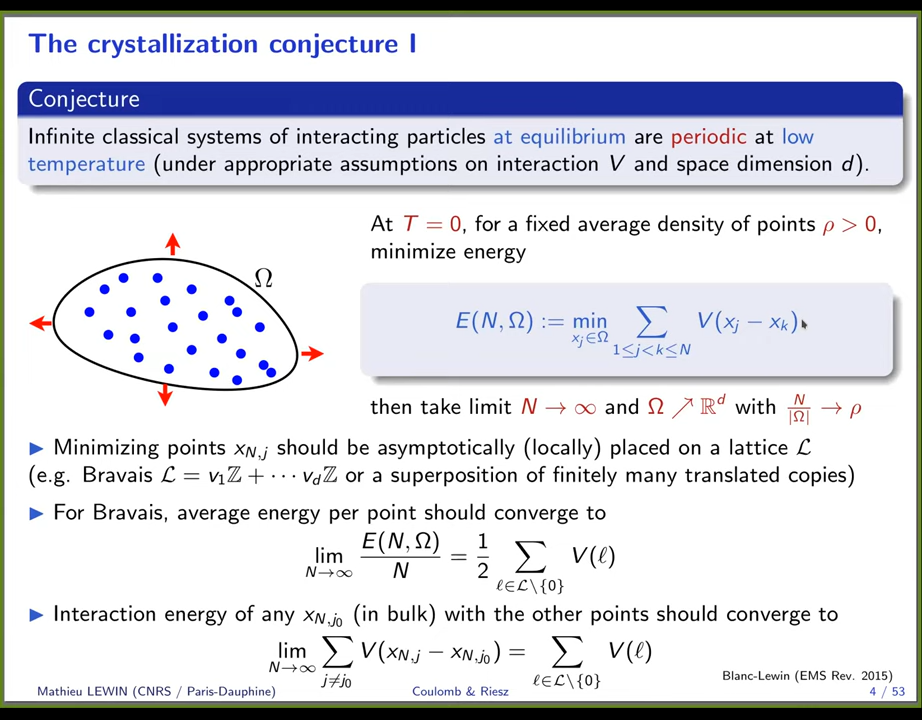 The crystallization conjecture I
Conjecture
Infinite classical systems of interacting particles at equilibrium are periodic at low
temperature (under appropriate assumptions on interaction V and space dimension d).
Ω
At T = 0, for a fixed average density of points ρ > 0,
minimize energy
E(N, Ω) := min_{x_j∈Ω} ∑_{1≤j<k≤N} V(x_j − x_k)
then take limit N → ∞ and Ω ↗ ℝ^d with N/|Ω| → ρ
▶ Minimizing points x_{N,j} should be asymptotically (locally) placed on a lattice ℒ
(e.g. Bravais ℒ = v_1ℤ + ⋯ v_dℤ or a superposition of finitely many translated copies)
▶ For Bravais, average energy per point should converge to
lim_{N→∞} E(N, Ω)/N = 1/2 ∑_{ℓ∈ℒ\{0}} V(ℓ)
▶ Interaction energy of any x_{N,j_0} (in bulk) with the other points should converge to
lim_{N→∞} ∑_{j≠j_0} V(x_{N,j} − x_{N,j_0}) = ∑_{ℓ∈ℒ\{0}} V(ℓ)
Blanc-Lewin (EMS Rev. 2015)
Mathieu LEWIN (CNRS / Paris-Dauphine) Coulomb & Riesz 4 / 53